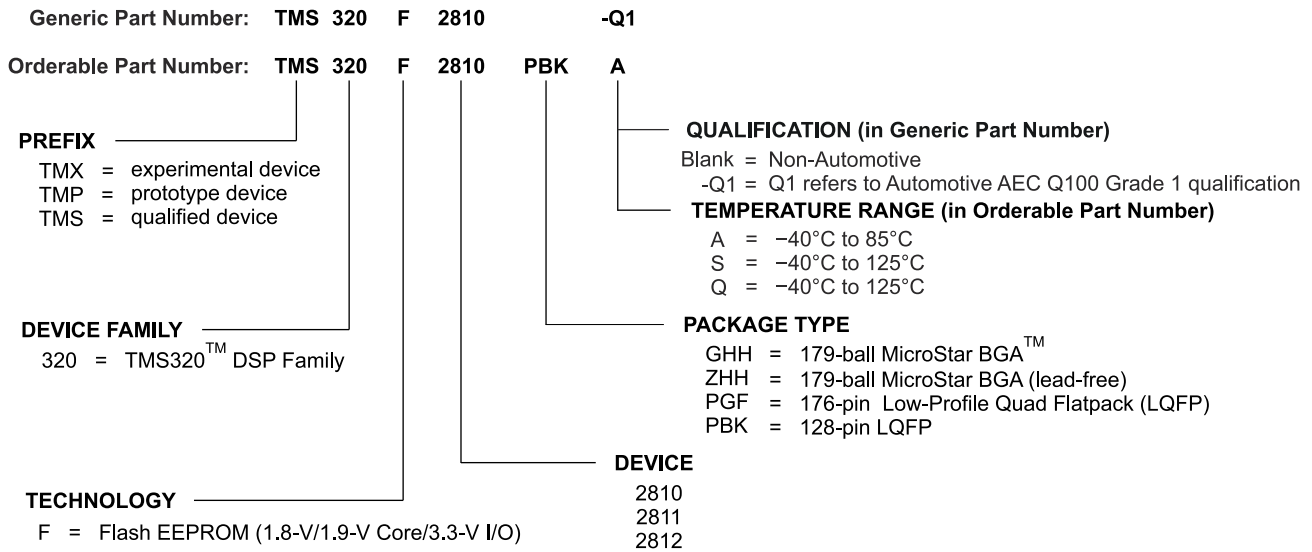 Generic Part Number: TMS 320 F 2810 -Q1
Orderable Part Number: TMS 320 F 2810 PBK A
PREFIX
TMX = experimental device
TMP = prototype device
TMS = qualified device
QUALIFICATION (in Generic Part Number)
Blank = Non-Automotive
-Q1 = Q1 refers to Automotive AEC Q100 Grade 1 qualification
TEMPERATURE RANGE (in Orderable Part Number)
A = −40°C to 85°C
S = −40°C to 125°C
Q = −40°C to 125°C
DEVICE FAMILY
320 = TMS320™ DSP Family
PACKAGE TYPE
GHH = 179-ball MicroStar BGA™
ZHH = 179-ball MicroStar BGA (lead-free)
PGF = 176-pin Low-Profile Quad Flatpack (LQFP)
PBK = 128-pin LQFP
TECHNOLOGY
F = Flash EEPROM (1.8-V/1.9-V Core/3.3-V I/O)
DEVICE
2810
2811
2812